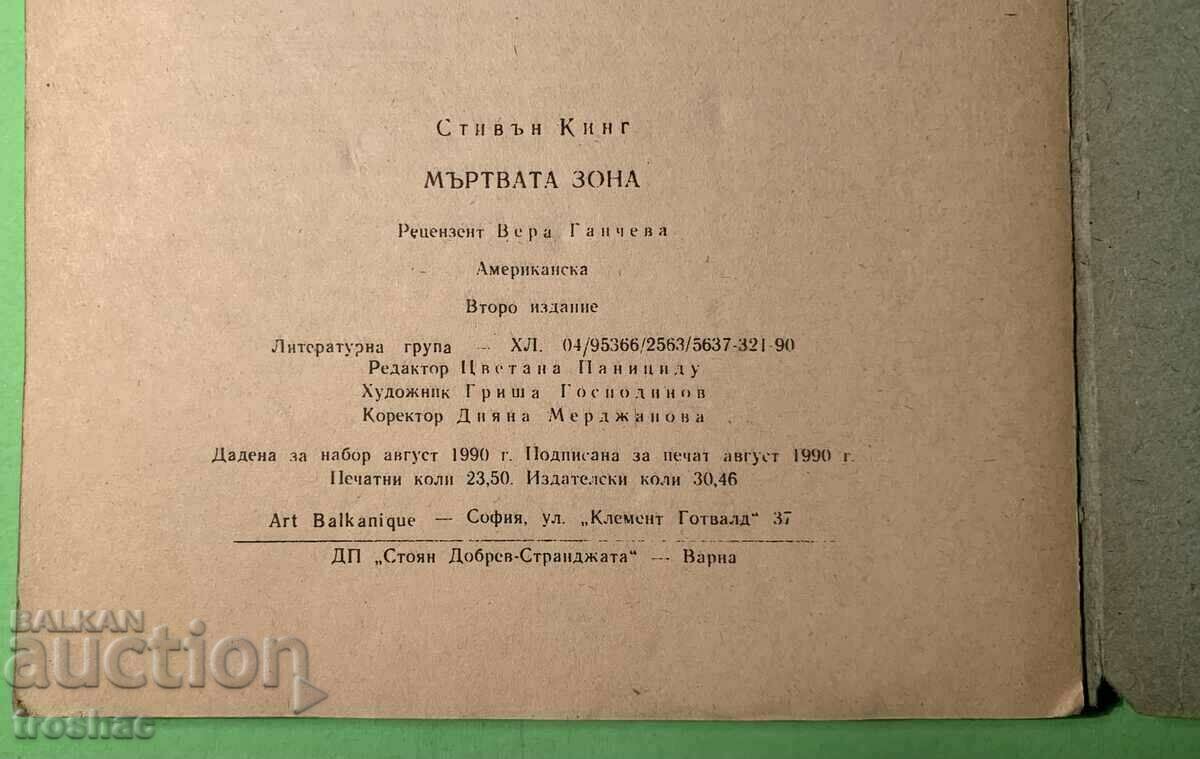 Стивън Кинг
МЪРТВАТА ЗОНА
Рецензент Вера Ганчева
Американска
Второ издание
Литературна група — ХЛ. 04/95366/2563/5637-321-90
Редактор Цветана Панициду
Художник Гриша Господинов
Коректор Дияна Мерджанова
Дадена за набор август 1990 г. Подписана за печат август 1990 г.
Печатни коли 23,50. Издателски коли 30,46
Art Balkanique — София, ул. „Клемент Готвалд“ 37
ДП „Стоян Добрев-Странджата“ — Варна
BALKAN
auction
troshac